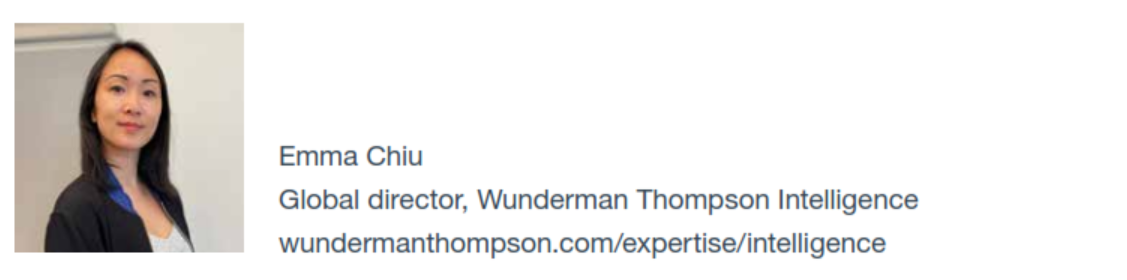 Emma Chiu
Global director, Wunderman Thompson Intelligence
wundermanthompson.com/expertise/intelligence